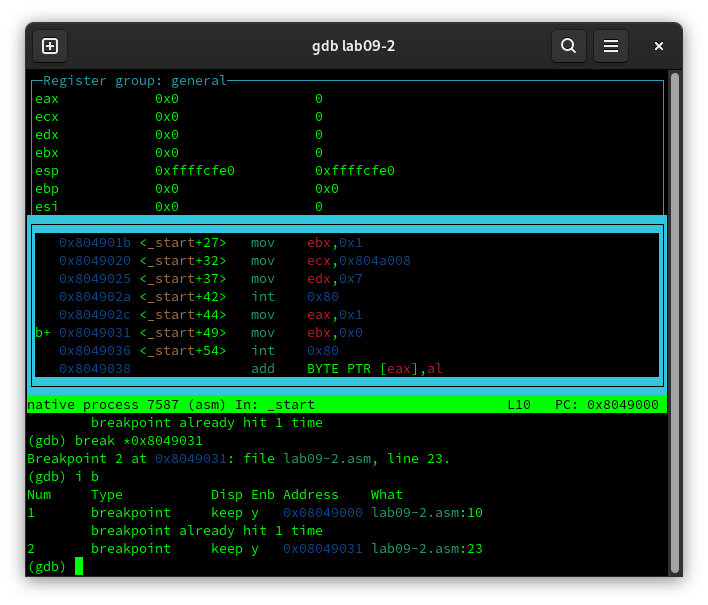 gdb lab09-2
Register group: general
eax 0x0 0
ecx 0x0 0
edx 0x0 0
ebx 0x0 0
esp 0xffffcfe0 0xffffcfe0
ebp 0x0 0x0
esi 0x0 0
0x804901b <_start+27> mov ebx,0x1
0x8049020 <_start+32> mov ecx,0x804a008
0x8049025 <_start+37> mov edx,0x7
0x804902a <_start+42> int 0x80
0x804902c <_start+44> mov eax,0x1
b+ 0x8049031 <_start+49> mov ebx,0x0
0x8049036 <_start+54> int 0x80
0x8049038 add BYTE PTR [eax],al
native process 7587 (asm) In: _start L10 PC: 0x8049000
breakpoint already hit 1 time
(gdb) break *0x8049031
Breakpoint 2 at 0x8049031: file lab09-2.asm, line 23.
(gdb) i b
Num Type Disp Enb Address What
1 breakpoint keep y 0x08049000 lab09-2.asm:10
breakpoint already hit 1 time
2 breakpoint keep y 0x08049031 lab09-2.asm:23
(gdb)